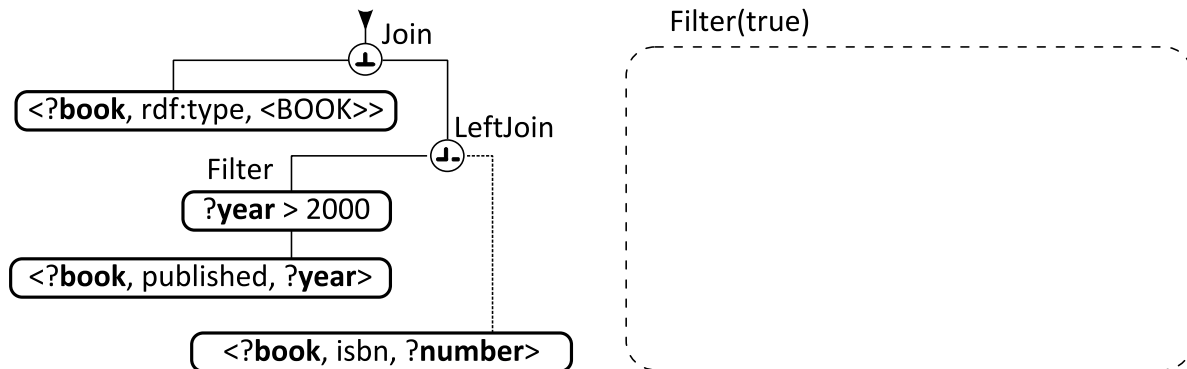 Join
<?book, rdf:type, <BOOK>>
LeftJoin
Filter
?year > 2000
<?book, published, ?year>
<?book, isbn, ?number>
Filter(true)